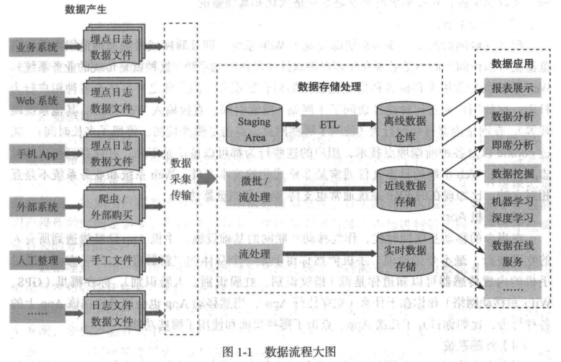 数据产生
业务系统
埋点日志
数据文件
Web 系统
埋点日志
数据文件
手机 App
埋点日志
数据文件
外部系统
爬虫 /
外部购买
人工整理
手工文件
……
日志文件
数据文件
数据
采集
传输
数据存储处理
Staging
Area
ETL
离线数据
仓库
微批 /
流处理
近线数据
存储
流处理
实时数据
存储
数据应用
报表展示
数据分析
即席分析
数据挖掘
机器学习
深度学习
数据在线
服务
……
图 1-1 数据流程大图